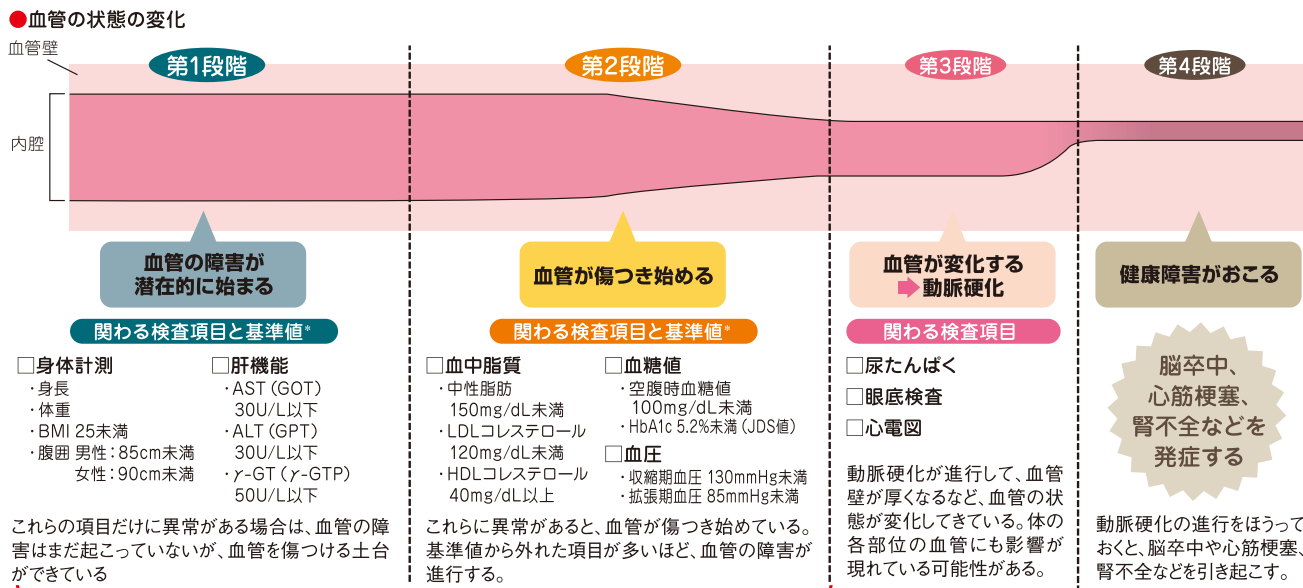 ●血管の状態の変化
血管壁
内腔
第1段階
血管の障害が
潜在的に始まる
関わる検査項目と基準値*
□身体計測
・身長
・体重
・BMI 25未満
・腹囲 男性：85cm未満
女性：90cm未満
□肝機能
・AST（GOT）
30U/L以下
・ALT（GPT）
30U/L以下
・γ-GT（γ-GTP）
50U/L以下
これらの項目だけに異常がある場合は、血管の障
害はまだ起こっていないが、血管を傷つける土台
ができている
第2段階
血管が傷つき始める
関わる検査項目と基準値*
□血中脂質
・中性脂肪
150mg/dL未満
・LDLコレステロール
120mg/dL未満
・HDLコレステロール
40mg/dL以上
□血糖値
・空腹時血糖値
100mg/dL未満
・HbA1c 5.2%未満（JDS値）
□血圧
・収縮期血圧 130mmHg未満
・拡張期血圧 85mmHg未満
これらに異常があると、血管が傷つき始めている。
基準値から外れた項目が多いほど、血管の障害が
進行する。
第3段階
血管が変化する
➡動脈硬化
関わる検査項目
□尿たんぱく
□眼底検査
□心電図
動脈硬化が進行して、血管
壁が厚くなるなど、血管の状
態が変化してきている。体の
各部位の血管にも影響が
現れている可能性がある。
第4段階
健康障害がおこる
脳卒中、
心筋梗塞、
腎不全などを
発症する
動脈硬化の進行をほうって
おくと、脳卒中や心筋梗塞、
腎不全などを引き起こす。